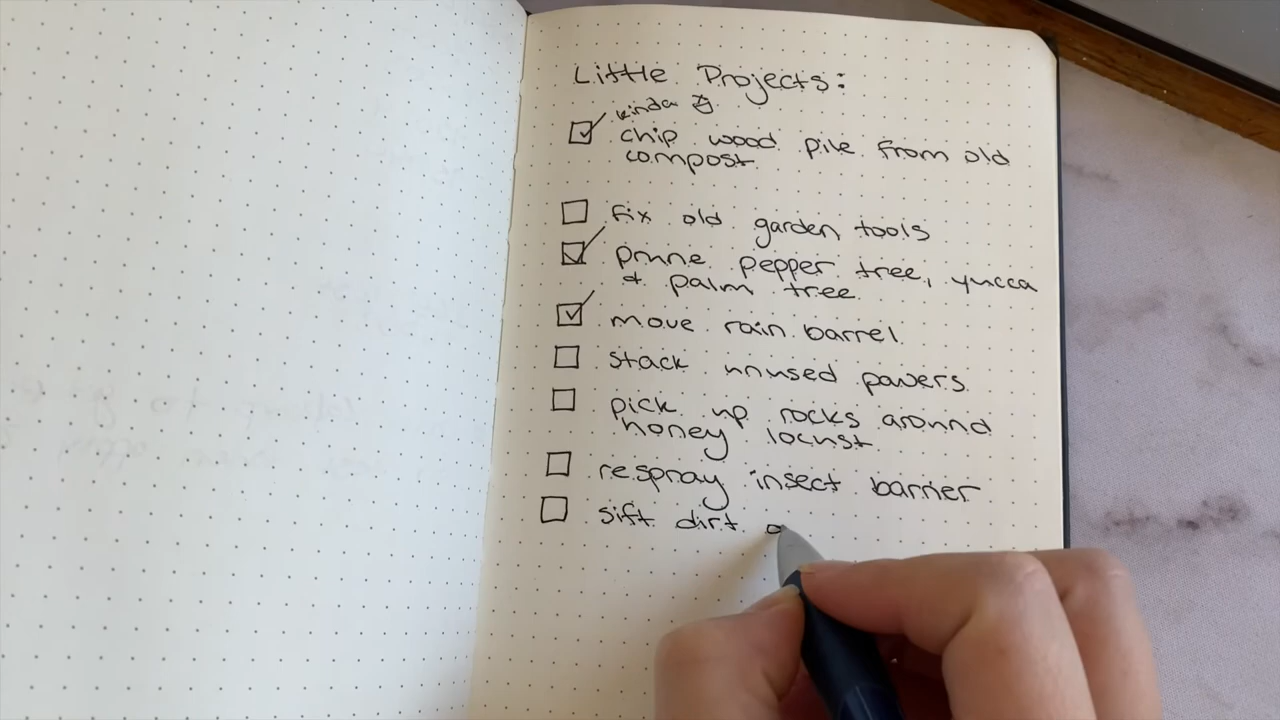 Little Projects:
kinda
chip wood pile from old
compost
fix old garden tools
prune pepper tree, yucca
& palm tree
move rain barrel
stack unused pavers
pick up rocks around
honey locust
respray insect barrier
sift dirt